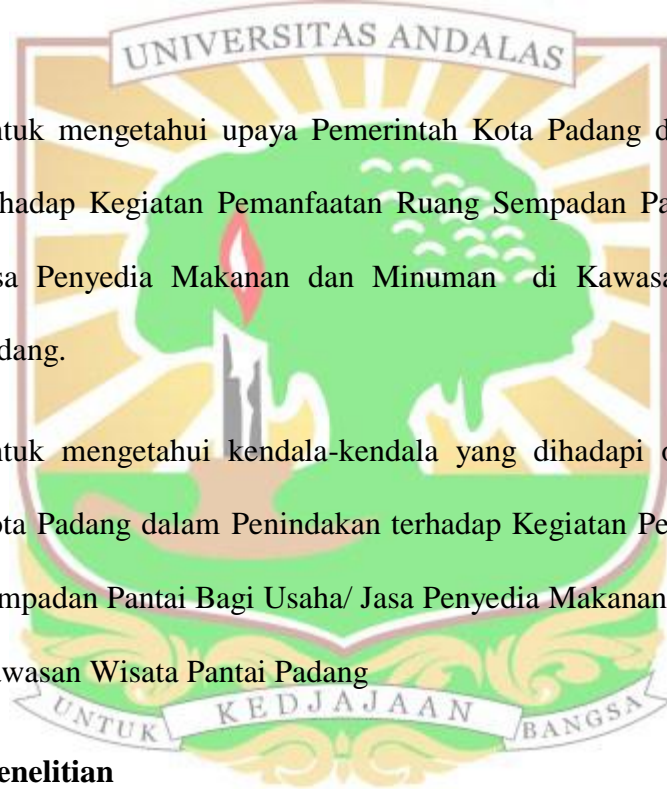 UNIVERSITAS ANDALAS
ntuk mengetahui upaya Pemerintah Kota Padang d
rhadap Kegiatan Pemanfaatan Ruang Sempadan Pa
sa Penyedia Makanan dan Minuman di Kawasa
dang.
ntuk mengetahui kendala-kendala yang dihadapi o
ota Padang dalam Penindakan terhadap Kegiatan Pe
mpadan Pantai Bagi Usaha/ Jasa Penyedia Makanan
awasan Wisata Pantai Padang
UNTUK KEDJAJAAN BANGSA
enelitian